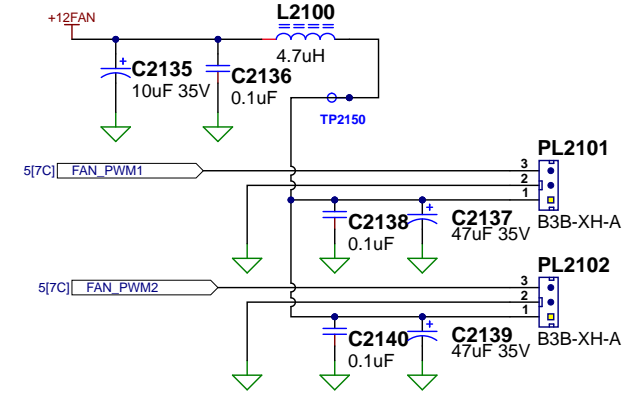 L2100
+12FAN
4.7uH
C2135
10uF 35V
C2136
0.1uF
TP2150
PL2101
5[7C] FAN_PWM1
3
2
1
C2138
0.1uF
C2137
47uF 35V
B3B-XH-A
PL2102
5[7C] FAN_PWM2
3
2
1
C2140
0.1uF
C2139
47uF 35V
B3B-XH-A